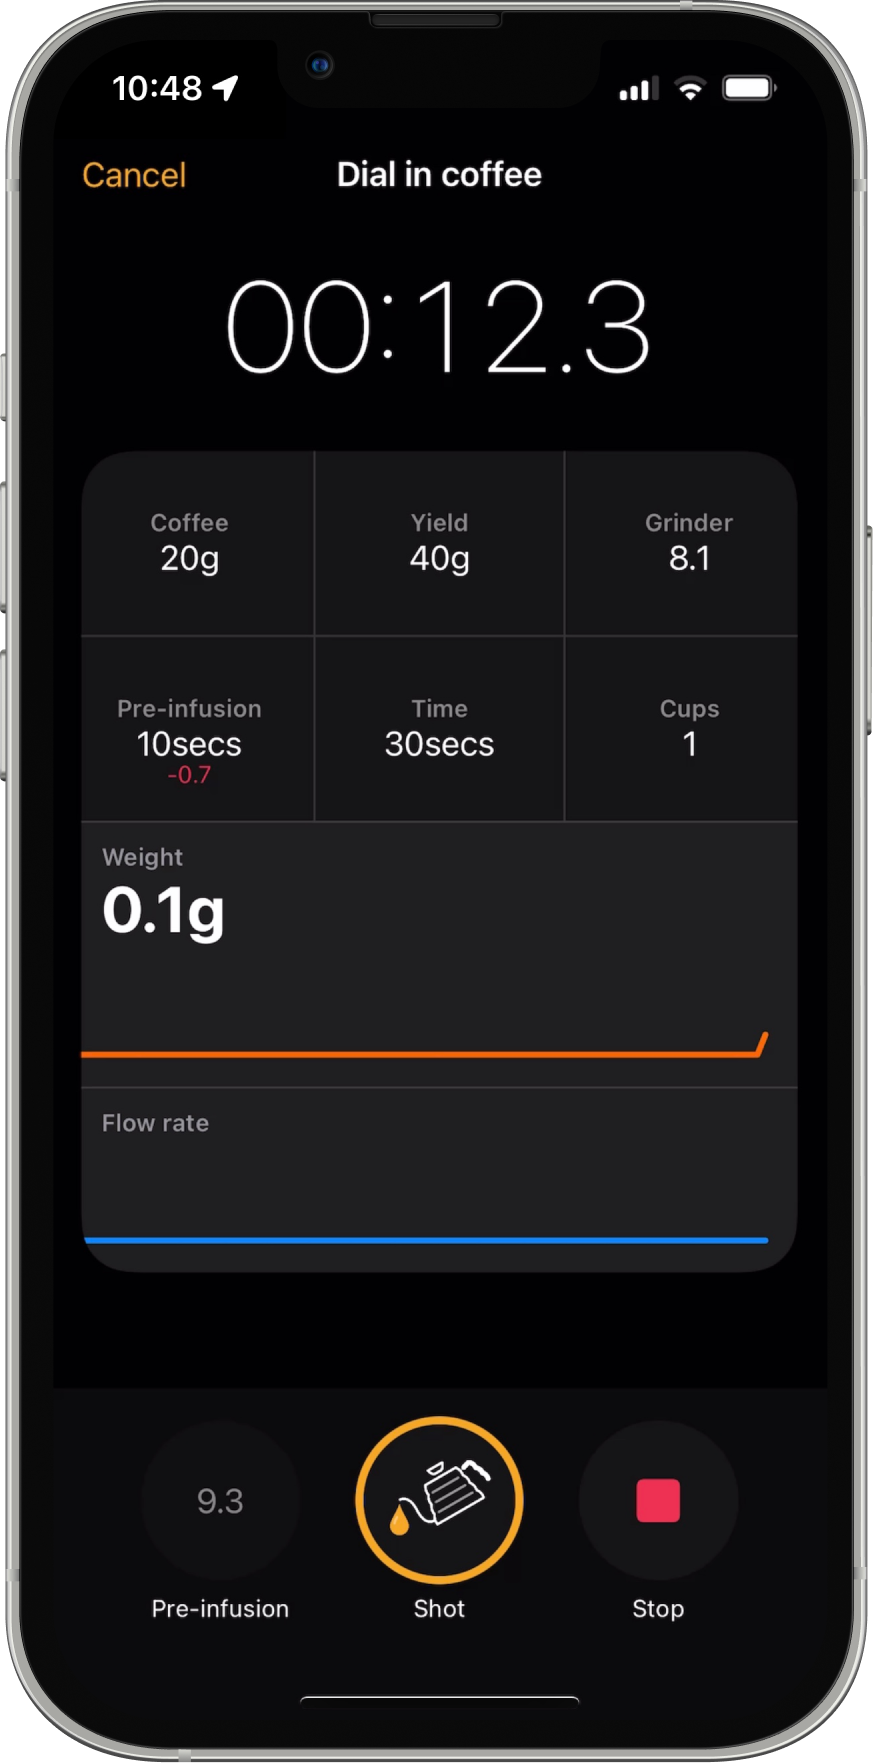 10:48
Cancel
Dial in coffee
00:12.3
Coffee
20g
Yield
40g
Grinder
8.1
Pre-infusion
10secs
-0.7
Time
30secs
Cups
1
Weight
0.1g
Flow rate
9.3
Pre-infusion
Shot
Stop